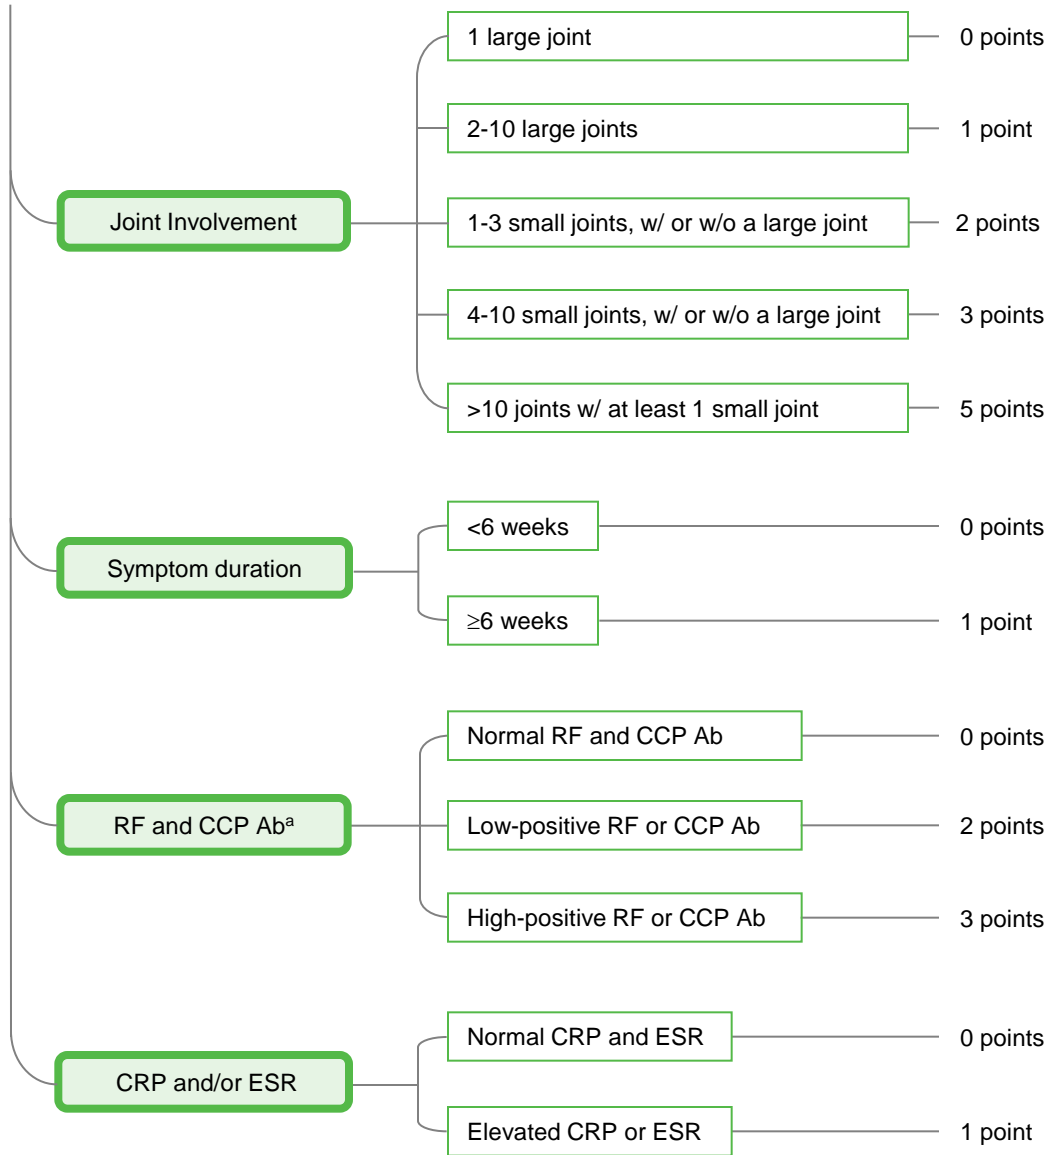 1 large joint 0 points
2-10 large joints 1 point
Joint Involvement 1-3 small joints, w/ or w/o a large joint 2 points
4-10 small joints, w/ or w/o a large joint 3 points
>10 joints w/ at least 1 small joint 5 points
<6 weeks 0 points
Symptom duration
≥6 weeks 1 point
Normal RF and CCP Ab 0 points
RF and CCP Abᵃ Low-positive RF or CCP Ab 2 points
High-positive RF or CCP Ab 3 points
Normal CRP and ESR 0 points
CRP and/or ESR
Elevated CRP or ESR 1 point